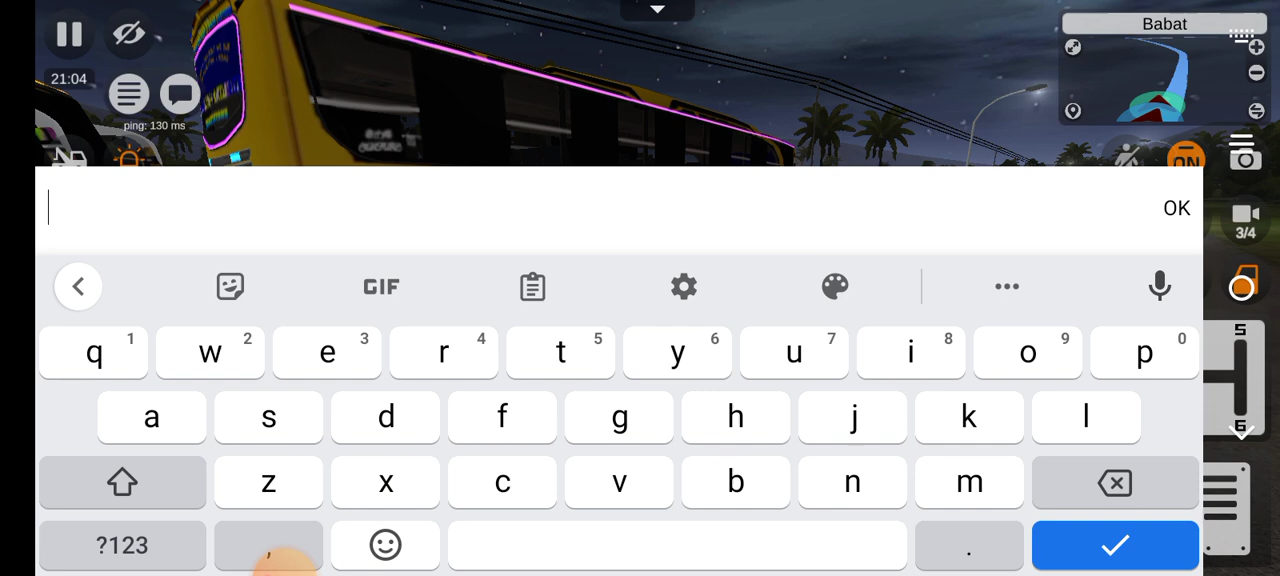 Babat
21:04
ping: 130 ms
ON
OK
3/4
GIF
q 1 w 2 e 3 r 4 t 5 y 6 u 7 i 8 o 9 p 0
5
a s d f g h j k l
6
z x c v b n m
?123 , .